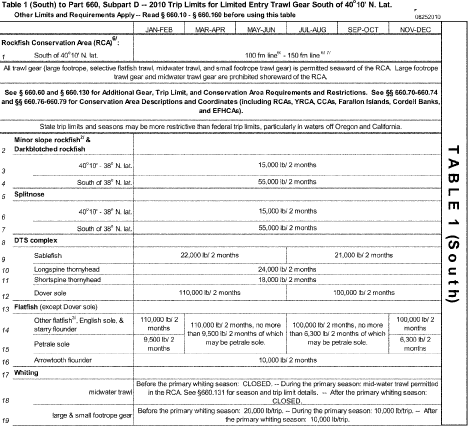 Table 1 (South) to Part 660, Subpart D -- 2010 Trip Limits for Limited Entry Trawl Gear South of 40°10' N. Lat.
Other Limits and Requirements Apply -- Read § 660.10 - § 660.160 before using this table
08252010
JAN-FEB MAR-APR MAY-JUN JUL-AUG SEP-OCT NOV-DEC
Rockfish Conservation Area (RCA)6/:
1 South of 40°10' N. lat. 100 fm line6/ - 150 fm line6/ 7/
All trawl gear (large footrope, selective flatfish trawl, midwater trawl, and small footrope trawl gear) is permitted seaward of the RCA. Large footrope
trawl gear and midwater trawl gear are prohibited shoreward of the RCA.
See § 660.60 and § 660.130 for Additional Gear, Trip Limit, and Conservation Area Requirements and Restrictions. See §§ 660.70-660.74
and §§ 660.76-660.79 for Conservation Area Descriptions and Coordinates (including RCAs, YRCA, CCAs, Farallon Islands, Cordell Banks,
and EFHCAs).
State trip limits and seasons may be more restrictive than federal trip limits, particularly in waters off Oregon and California.
2 Minor slope rockfish2/ &
Darkblotched rockfish
3 40°10' - 38° N. lat. 15,000 lb/ 2 months
4 South of 38° N. lat. 55,000 lb/ 2 months
5 Splitnose
6 40°10' - 38° N. lat. 15,000 lb/ 2 months
7 South of 38° N. lat. 55,000 lb/ 2 months
8 DTS complex
9 Sablefish 22,000 lb/ 2 months 21,000 lb/ 2 months
10 Longspine thornyhead 24,000 lb/ 2 months
11 Shortspine thornyhead 18,000 lb/ 2 months
12 Dover sole 110,000 lb/ 2 months 100,000 lb/ 2 months
13 Flatfish (except Dover sole)
14 Other flatfish3/, English sole, &
starry flounder
110,000 lb/ 2
months
110,000 lb/ 2 months, no more
than 9,500 lb/ 2 months of which
may be petrale sole.
100,000 lb/ 2 months, no more
than 6,300 lb/ 2 months of which
may be petrale sole.
100,000 lb/ 2
months
15 Petrale sole
9,500 lb/ 2
months
6,300 lb/ 2
months
16 Arrowtooth flounder 10,000 lb/ 2 months
17 Whiting
18 midwater trawl
Before the primary whiting season: CLOSED. -- During the primary season: mid-water trawl permitted
in the RCA. See §660.131 for season and trip limit details. -- After the primary whiting season:
CLOSED.
19 large & small footrope gear
Before the primary whiting season: 20,000 lb/trip. -- During the primary season: 10,000 lb/trip. --
After the primary whiting season: 10,000 lb/trip.
TABLE 1 (South)